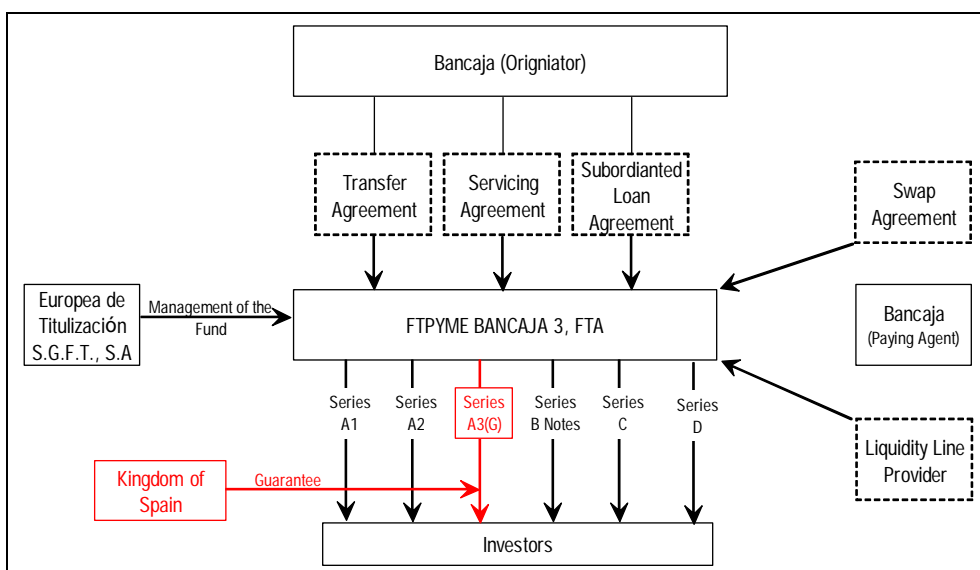 Bancaja (Origniator)
Transfer
Agreement
Servicing
Agreement
Subordianted
Loan
Agreement
Swap
Agreement
Europea de
Titulización
S.G.F.T., S.A
Management of the
Fund
FTPYME BANCAJA 3, FTA
Bancaja
(Paying Agent)
Series
A1
Series
A2
Series
A3(G)
Series
B Notes
Series
C
Series
D
Liquidity Line
Provider
Kingdom of
Spain
Guarantee
Investors